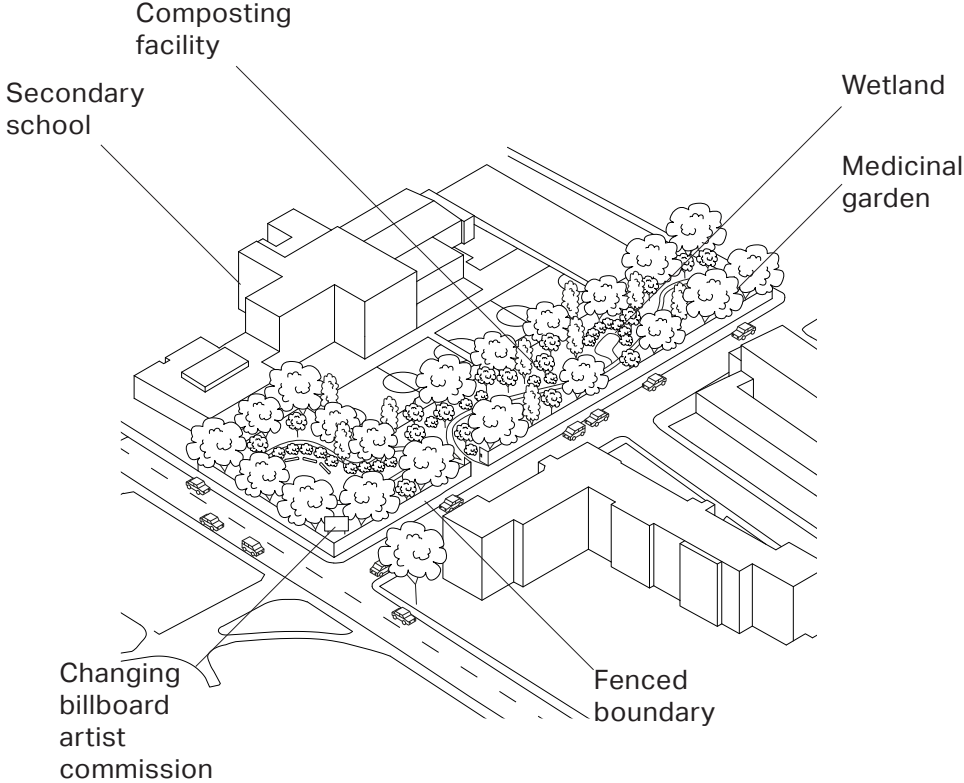 Composting
facility
Secondary
school
Wetland
Medicinal
garden
Changing
billboard
artist
commission
Fenced
boundary